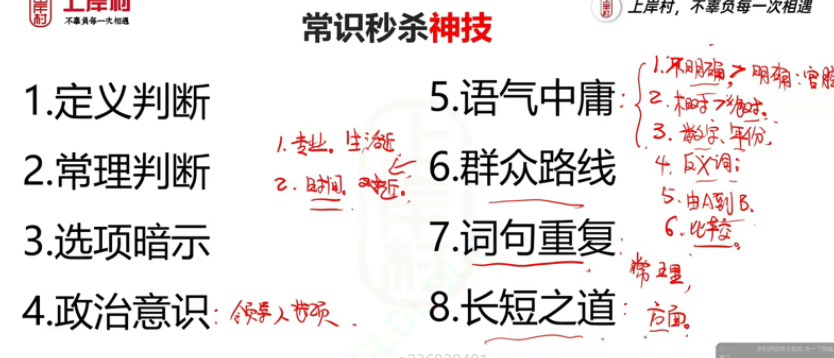 上岸村
不辜负每一次相遇
上岸村，不辜负每一次相遇
常识秒杀神技
1.定义判断
2.常理判断
3.选项暗示
4.政治意识：领导人选项.
1.专业。生活近
2.时间。
5.语气中庸：
1.不明确>明确：官腔
2.相对>绝对。
3.数字、年份,
4.反义词；
5.由A到B.
6.比较。
6.群众路线
7.词句重复：
常理,
8.长短之道：
方面。